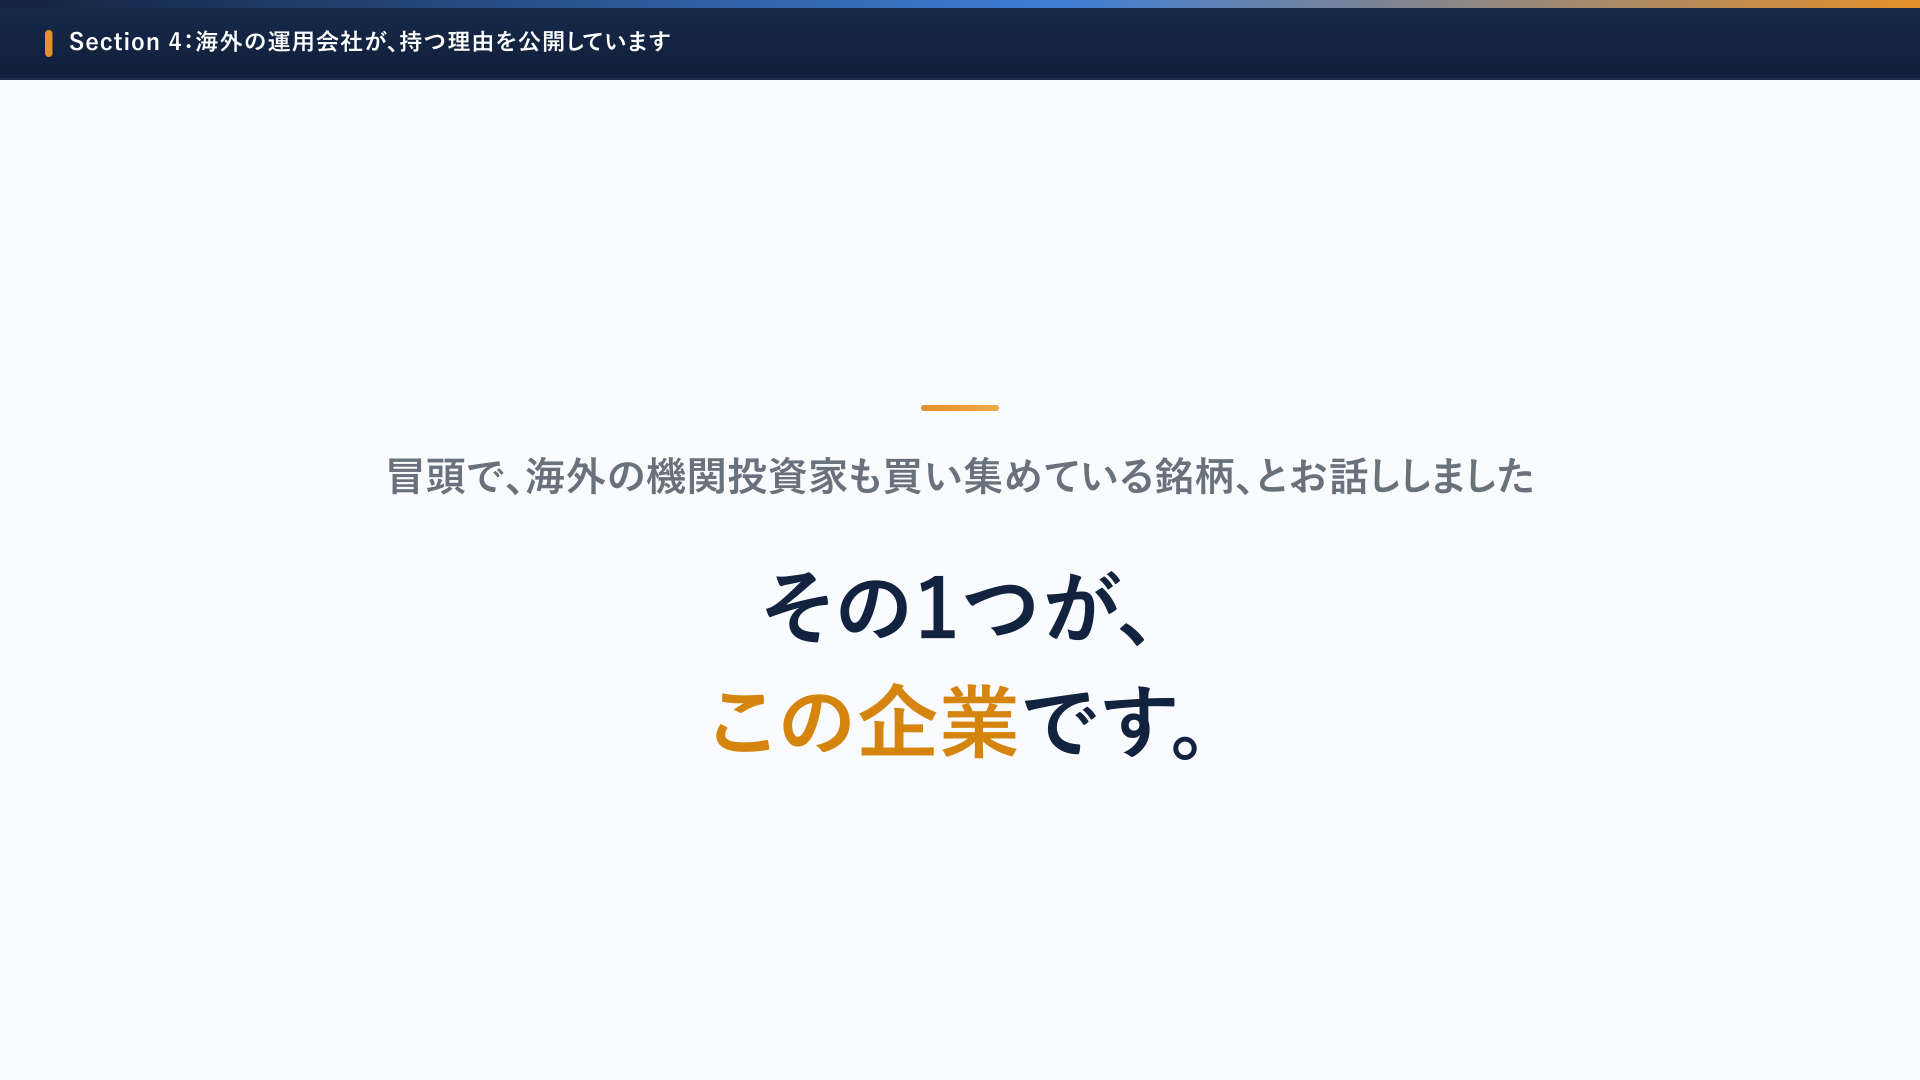 Section 4：海外の運用会社が、持つ理由を公開しています
冒頭で、海外の機関投資家も買い集めている銘柄、とお話ししました
その1つが、
この企業です。